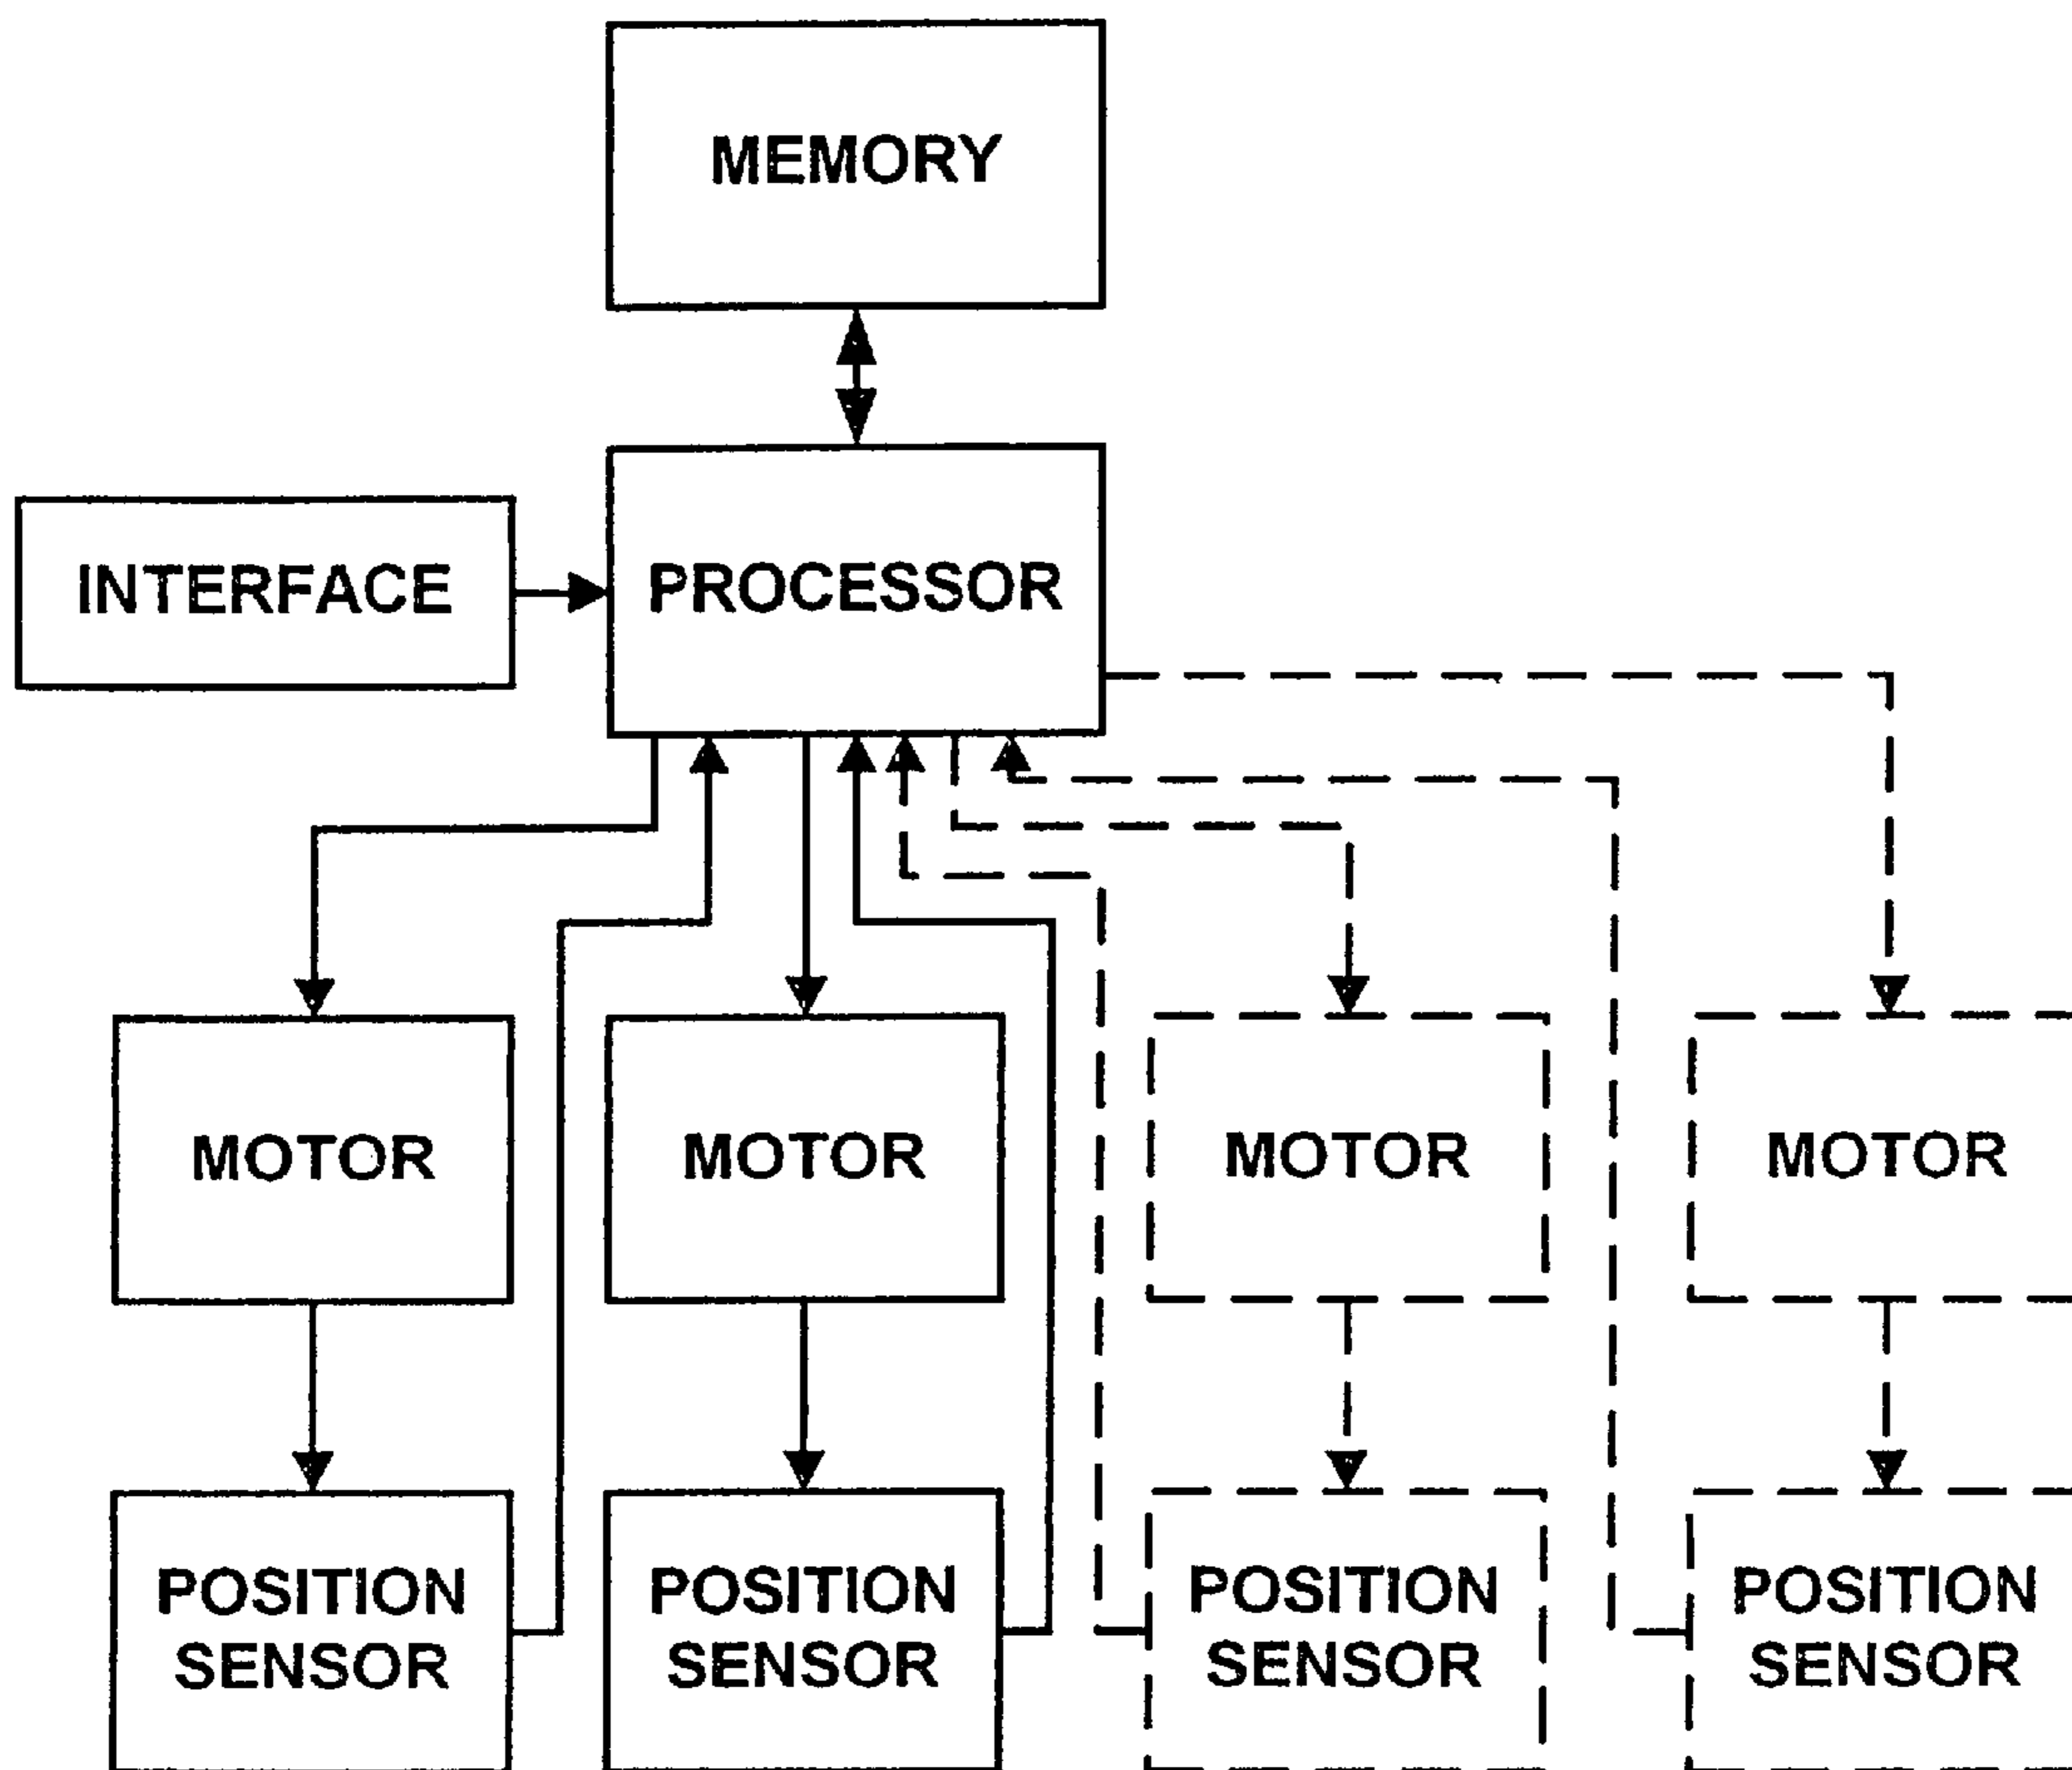 MEMORY
INTERFACE
PROCESSOR
MOTOR
MOTOR
MOTOR
MOTOR
POSITION
SENSOR
POSITION
SENSOR
POSITION
SENSOR
POSITION
SENSOR